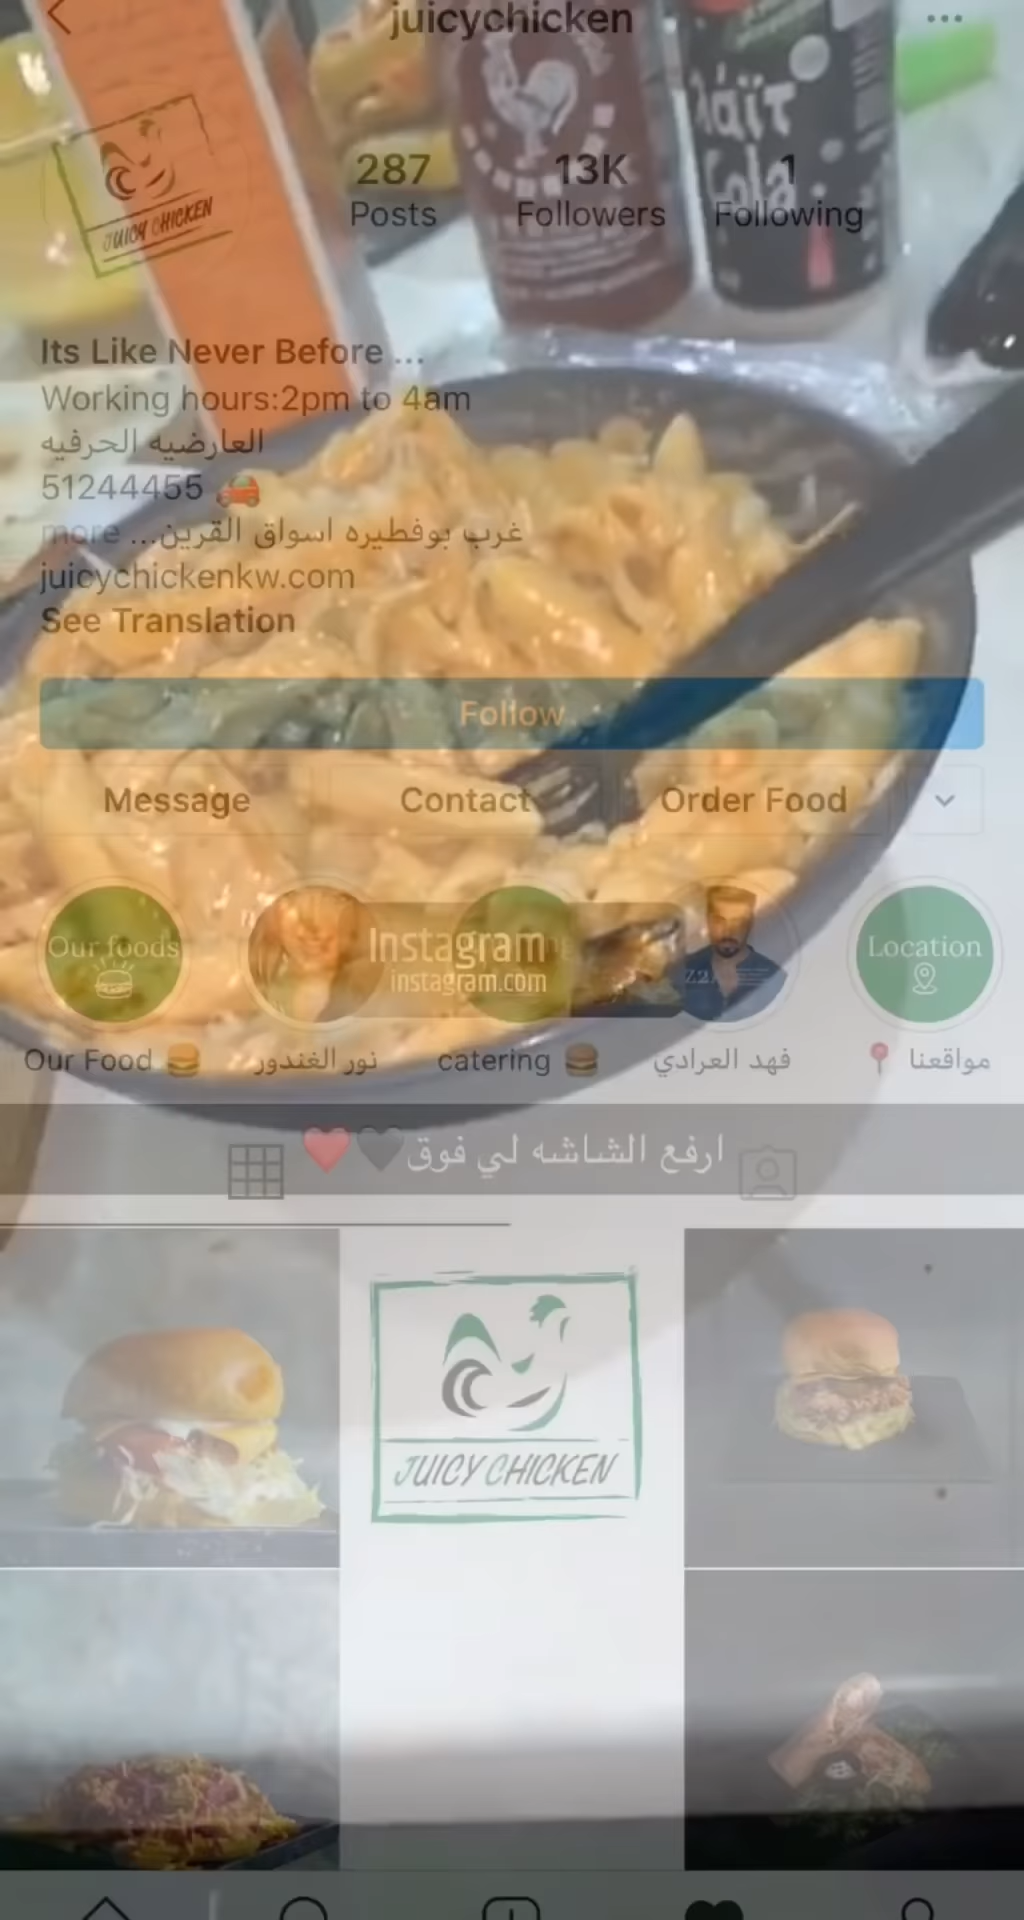 juicychicken
...
λάϊτ
Cola
JUICY CHICKEN
287
Posts
13K
Followers
1
Following
Its Like Never Before ...
Working hours:2pm to 4am
العارضيه الحرفيه
51244455 🛵
غرب بوفطيره اسواق القرين... more
juicychickenkw.com
See Translation
Follow
Message
Contact
Order Food
Our foods
Instagram
instagram.com
Location
Our Food 🍔
نور الغندور
catering 🍔
فهد العرادي
مواقعنا 📍
ارفع الشاشه لي فوق🖤❤️
JUICY CHICKEN